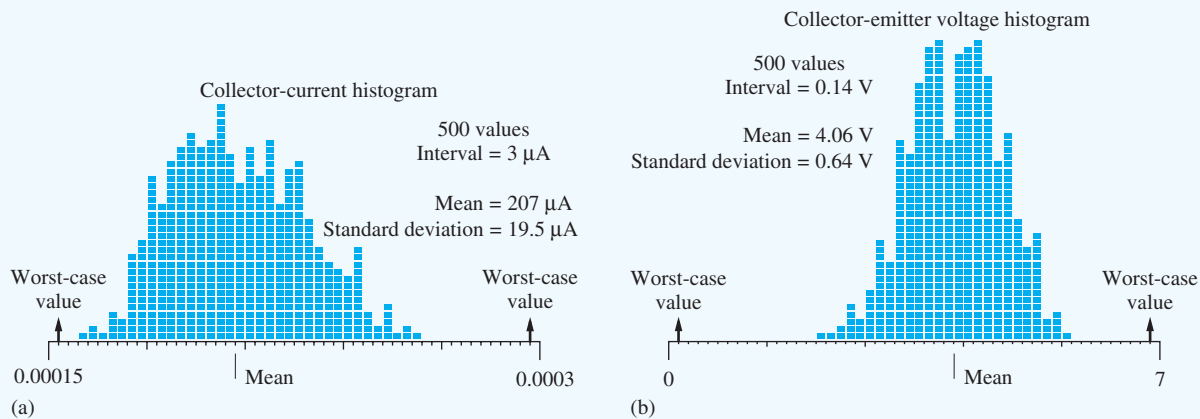 Collector-current histogram
500 values
Interval = 3 μA
Mean = 207 μA
Standard deviation = 19.5 μA
Worst-case
value
Worst-case
value
0.00015
Mean
0.0003
(a)
Collector-emitter voltage histogram
500 values
Interval = 0.14 V
Mean = 4.06 V
Standard deviation = 0.64 V
Worst-case
value
Worst-case
value
0
Mean
7
(b)